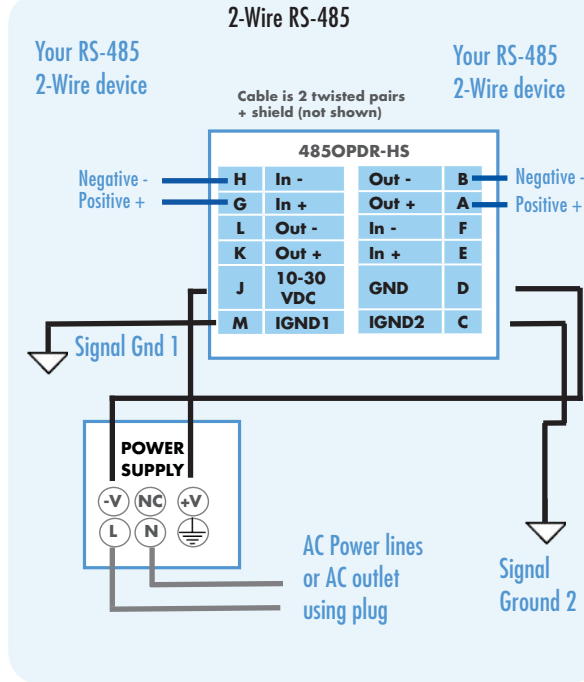 2-Wire RS-485
Your RS-485
2-Wire device
Your RS-485
2-Wire device
Cable is 2 twisted pairs
+ shield (not shown)
485OPDR-HS
Negative -
Positive +
H In - Out - B
G In + Out + A
L Out - In - F
K Out + In + E
J 10-30 VDC GND D
M IGND1 IGND2 C
Negative -
Positive +
Signal Gnd 1
POWER
SUPPLY
-V NC +V
L N
AC Power lines
or AC outlet
using plug
Signal
Ground 2